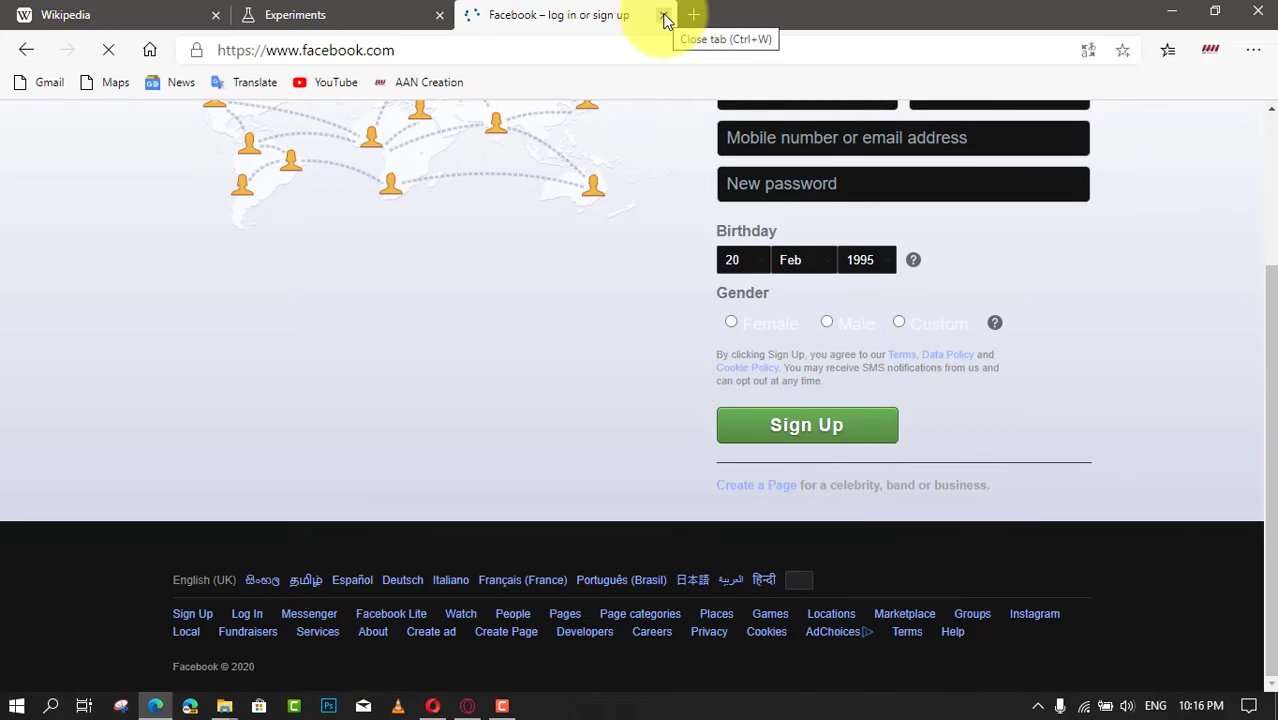 Wikipedia
Experiments
Facebook – log in or sign up
Close tab (Ctrl+W)
https://www.facebook.com
Gmail
Maps
News
Translate
YouTube
AAN Creation
Mobile number or email address
New password
Birthday
20 Feb 1995
Gender
Female Male Custom
By clicking Sign Up, you agree to our Terms, Data Policy and
Cookie Policy. You may receive SMS notifications from us and
can opt out at any time.
Sign Up
Create a Page for a celebrity, band or business.
English (UK) සිංහල தமிழ் Español Deutsch Italiano Français (France) Português (Brasil) 日本語 العربية हिन्दी
Sign Up Log In Messenger Facebook Lite Watch People Pages Page categories Places Games Locations Marketplace Groups Instagram
Local Fundraisers Services About Create ad Create Page Developers Careers Privacy Cookies AdChoices Terms Help
Facebook © 2020
ENG 10:16 PM